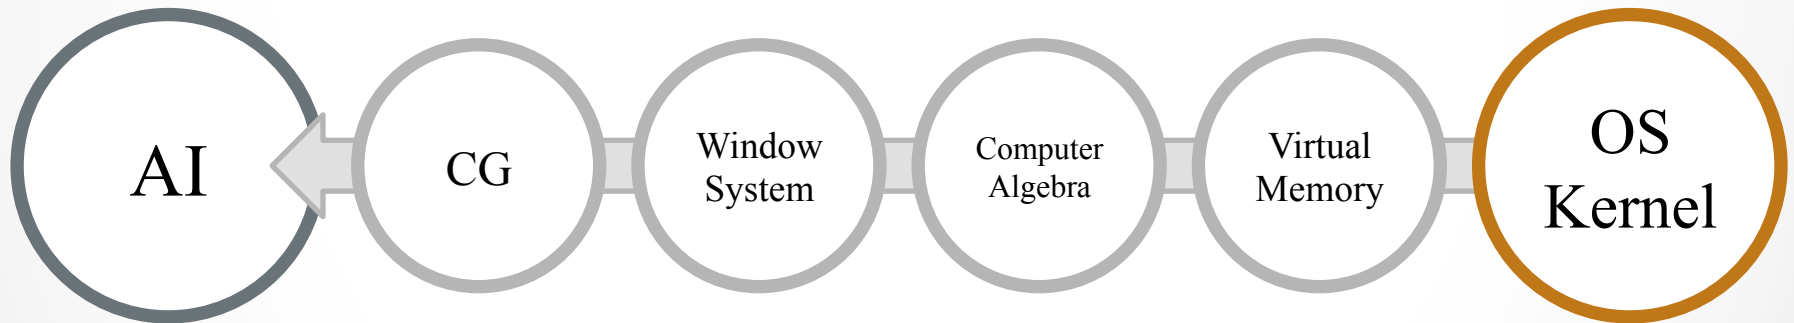 AI
CG
Window
System
Computer
Algebra
Virtual
Memory
OS
Kernel